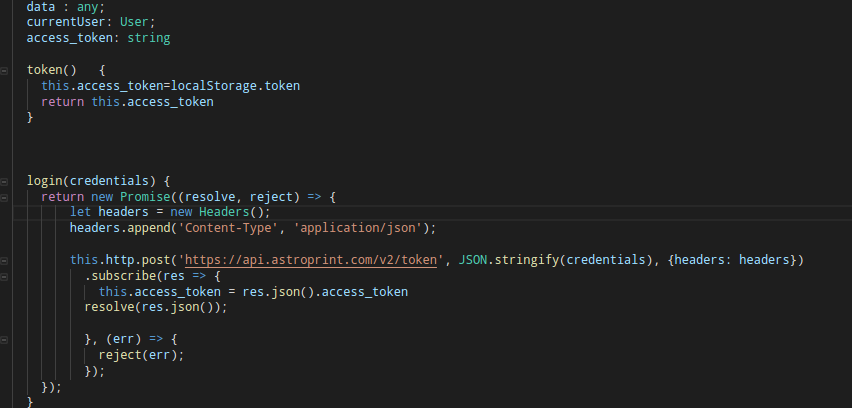 data : any;
currentUser: User;
access_token: string
token()   {
this.access_token=localStorage.token
return this.access_token
}
login(credentials) {
return new Promise((resolve, reject) => {
let headers = new Headers();
headers.append('Content-Type', 'application/json');
this.http.post('https://api.astroprint.com/v2/token', JSON.stringify(credentials), {headers: headers})
.subscribe(res => {
this.access_token = res.json().access_token
resolve(res.json());
}, (err) => {
reject(err);
});
});
}